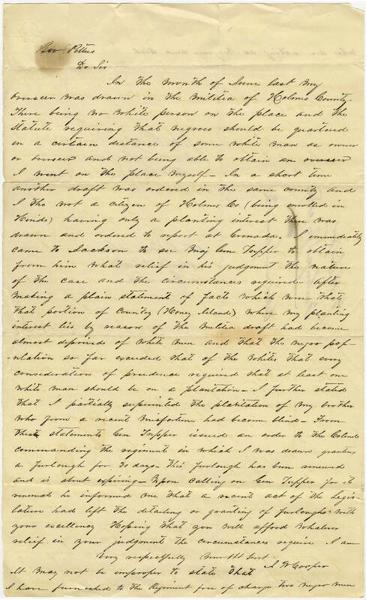 Gov Pettus
Dr Sir
In the month of June last my
overseer was drawn in the Militia of Holmes County.
There being no white person on the place and the
statute requiring that negroes should be quartered
in a certain distance of some white man as owner
or overseer and not being able to obtain an overseer
I went on the place myself - In a short time
another draft was ordered in the same county and
I tho not a citizen of Holmes Co (being enrolled in
Hinds) having only a planting interest there was
drawn and ordered to report at Grenada. I immediately
came to Jackson to see Maj Gen Tupper to obtain
from him what relief in his judgment the nature
of the case and the circumstances required after
making a plain statement of facts which were that
that portion of Country (Honey Island) where my planting
interest lies by reason of the Militia draft had become
almost deprived of white men and that the Negro pop-
ulation so far exceeded that of the whites that every
consideration of prudence required that at least one
white man should be on a plantation - I further stated
that I partially superintended the plantation of my brother
who from a recent misfortune had become blind - From
these statements Gen Tupper issued an order to the Colonel
commanding the regiment in which I was drawn granting
a furlough for 30 days. This furlough has been renewed
and is about expiring - Upon calling on Gen Tupper for its
renewal he informed me that a recent act of the legis-
lature had left the detailing or granting of furloughs with
your excellency Hoping that you will afford whatever
relief in your judgment the circumstances require I am
very respectfully Your Obt Servt
It may not be improper to state that J W Cooper
I have furnished to the Regiment free of charge two negro men